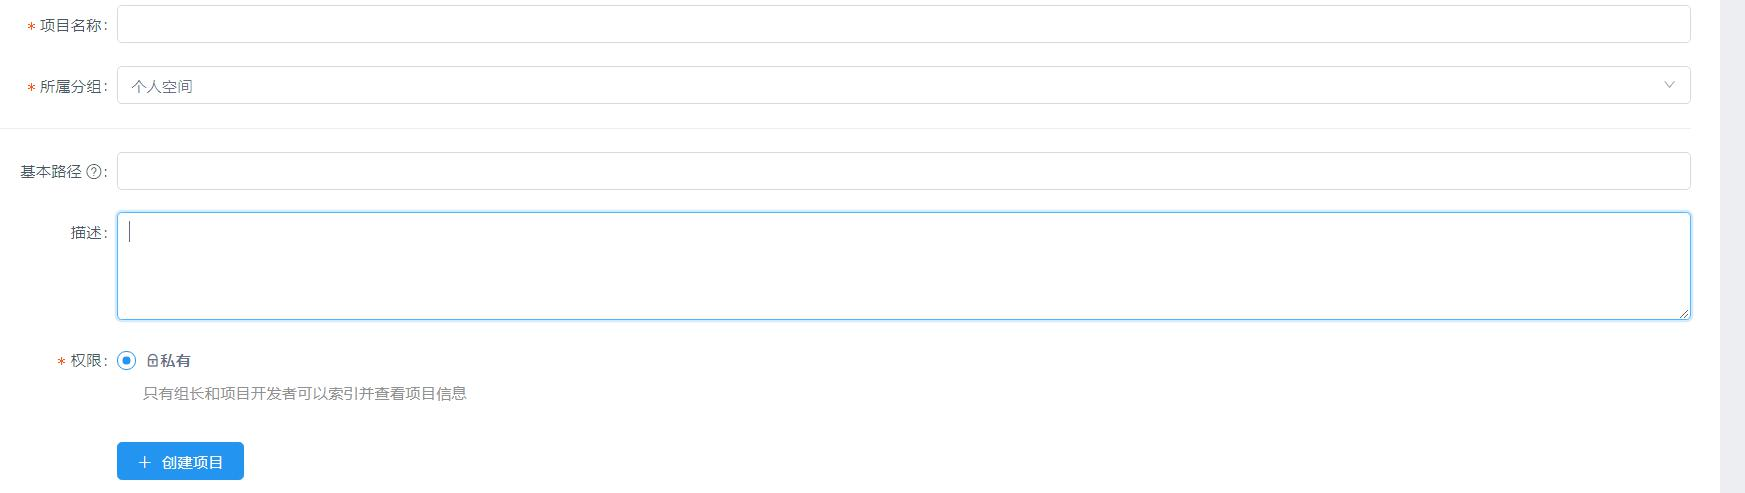 * 项目名称:
* 所属分组: 个人空间
基本路径 ?:
描述:
* 权限: 私有
只有组长和项目开发者可以索引并查看项目信息
+ 创建项目